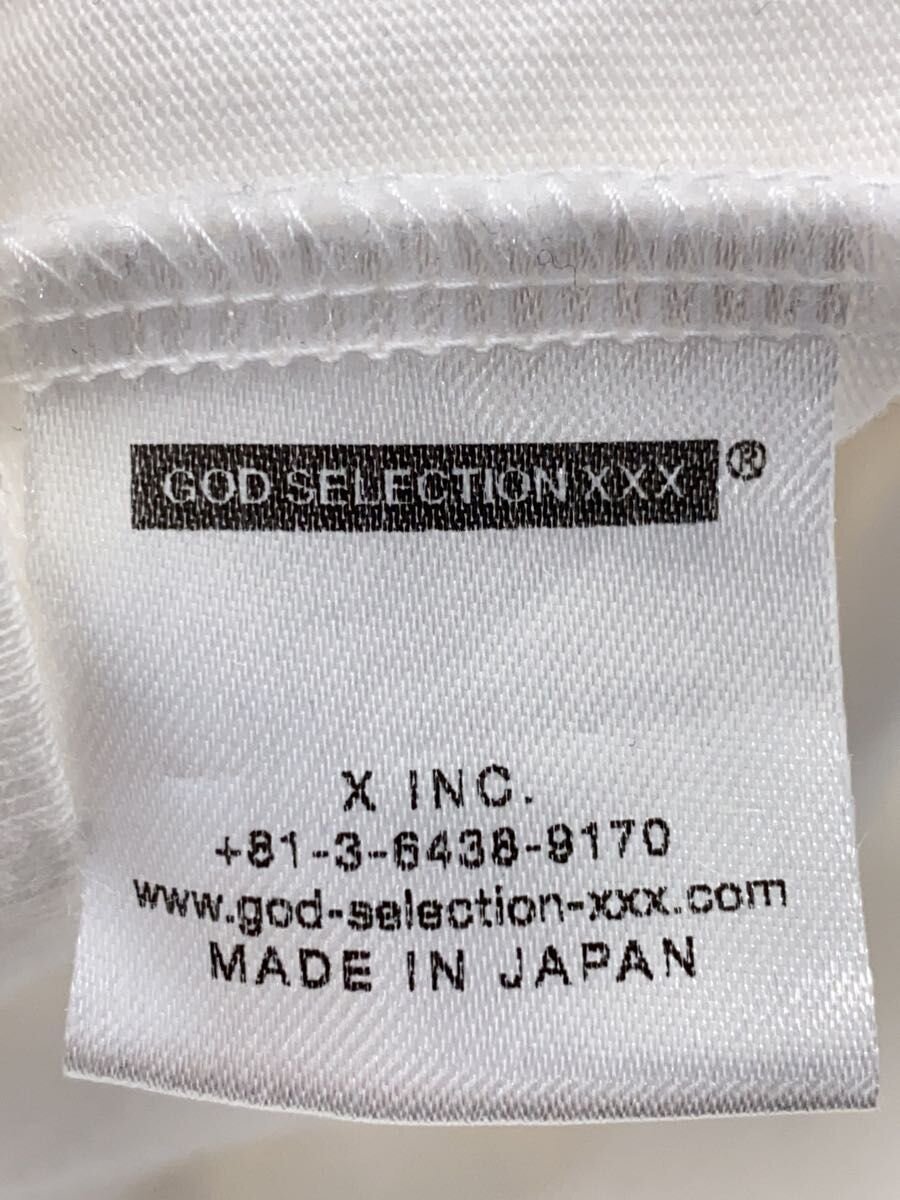 GOD SELECTION XXX®
X INC.
+81-3-6438-9170
www.god-selection-xxx.com
MADE IN JAPAN